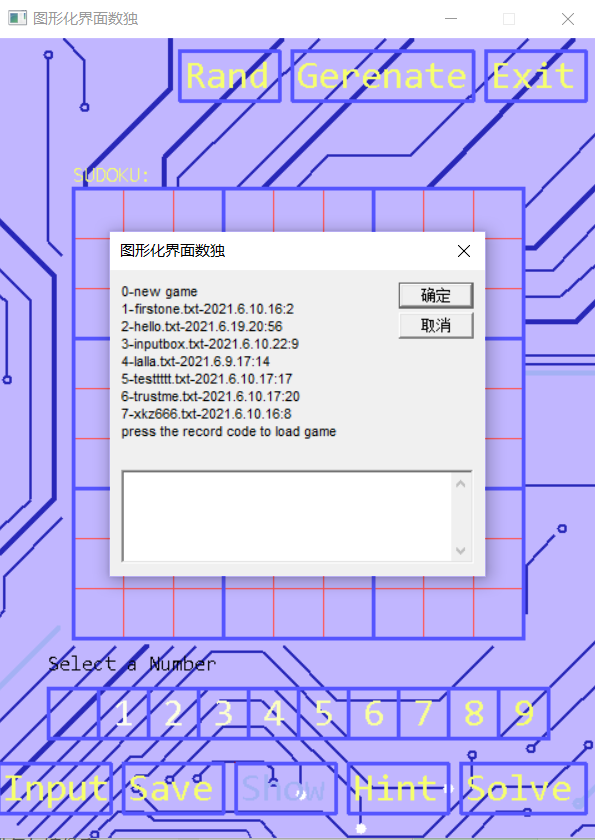 图形化界面数独
Rand Gerenate Exit
SUDOKU:
图形化界面数独
0-new game
1-firstone.txt-2021.6.10.16:2
2-hello.txt-2021.6.19.20:56
3-inputbox.txt-2021.6.10.22:9
4-lalla.txt-2021.6.9.17:14
5-testtttt.txt-2021.6.10.17:17
6-trustme.txt-2021.6.10.17:20
7-xkz666.txt-2021.6.10.16:8
press the record code to load game
确定
取消
Select a Number
1 2 3 4 5 6 7 8 9
Input Save Show Hint Solve